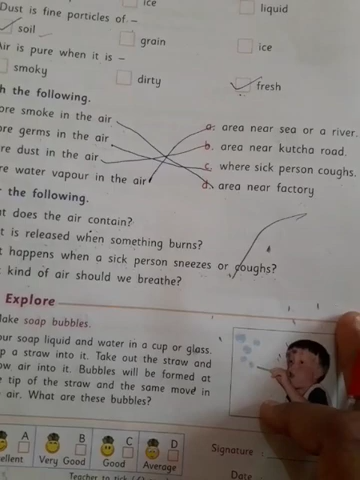 ice
liquid
Dust is fine particles of –
soil
grain
ice
Air is pure when it is –
smoky
dirty
fresh
h the following.
ore smoke in the air
a. area near sea or a river.
ore germs in the air
b. area near kutcha road.
re dust in the air
c. where sick person coughs.
re water vapour in the air
d. area near factory
r the following.
at does the air contain?
t is released when something burns?
t happens when a sick person sneezes or coughs?
kind of air should we breathe?
Explore
Make soap bubbles.
our soap liquid and water in a cup or glass.
p a straw into it. Take out the straw and
ow air into it. Bubbles will be formed at
e tip of the straw and the same move in
air. What are these bubbles?
A
B
C
D
ellent
Very Good
Good
Average
Signature :
Teacher to tick
Date